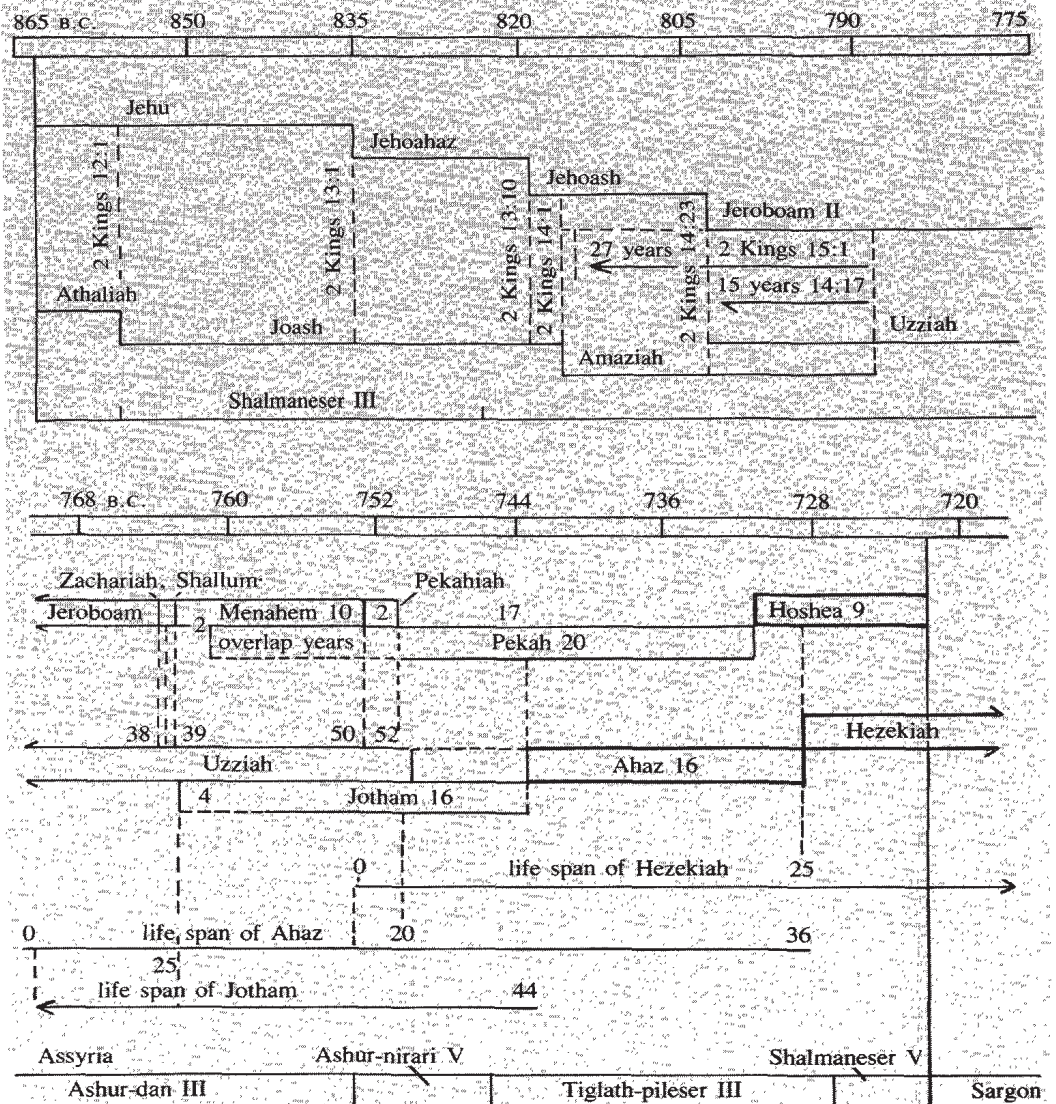 865 B.C. 850 835 820 805 790 775
Jehu
Jehoahaz
Jehoash
Jeroboam II
2 Kings 12:1
2 Kings 13:1
2 Kings 13:10
2 Kings 14:1
2 Kings 14:23
27 years
2 Kings 15:1
15 years 14:17
Athaliah
Joash
Uzziah
Amaziah
Shalmaneser III
768 B.C. 760 752 744 736 728 720
Zachariah, Shallum Pekahiah
Jeroboam Menahem 10 2 17 Hoshea 9
2 overlap years Pekah 20
38 39 50 52
Hezekiah
Uzziah Ahaz 16
4 Jotham 16
0 life span of Hezekiah 25
0 life span of Ahaz 20 36
25
life span of Jotham 44
Assyria Ashur-nirari V Shalmaneser V
Ashur-dan III Tiglath-pileser III Sargon